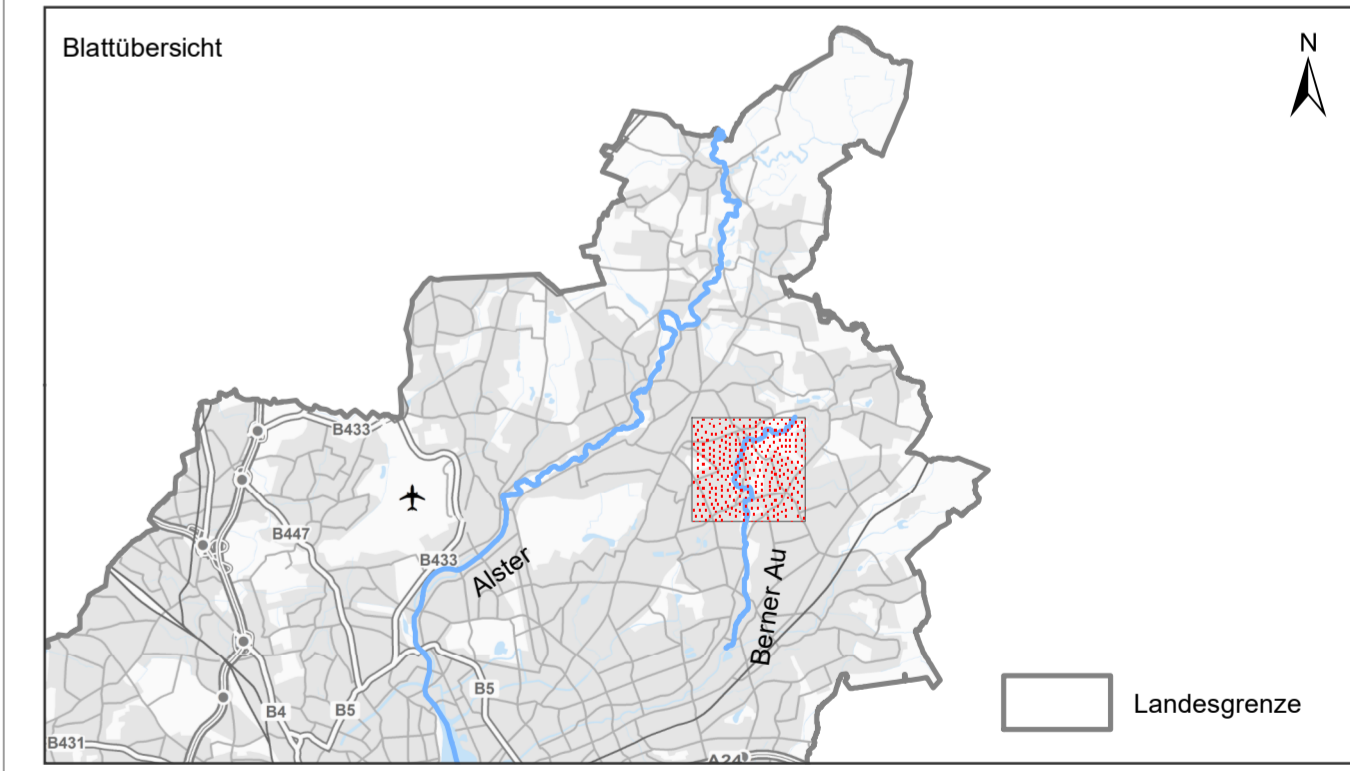 Blattübersicht
N
B433
B447
B433
Alster
Berner Au
B5
B4
B5
Landesgrenze
B431
A24